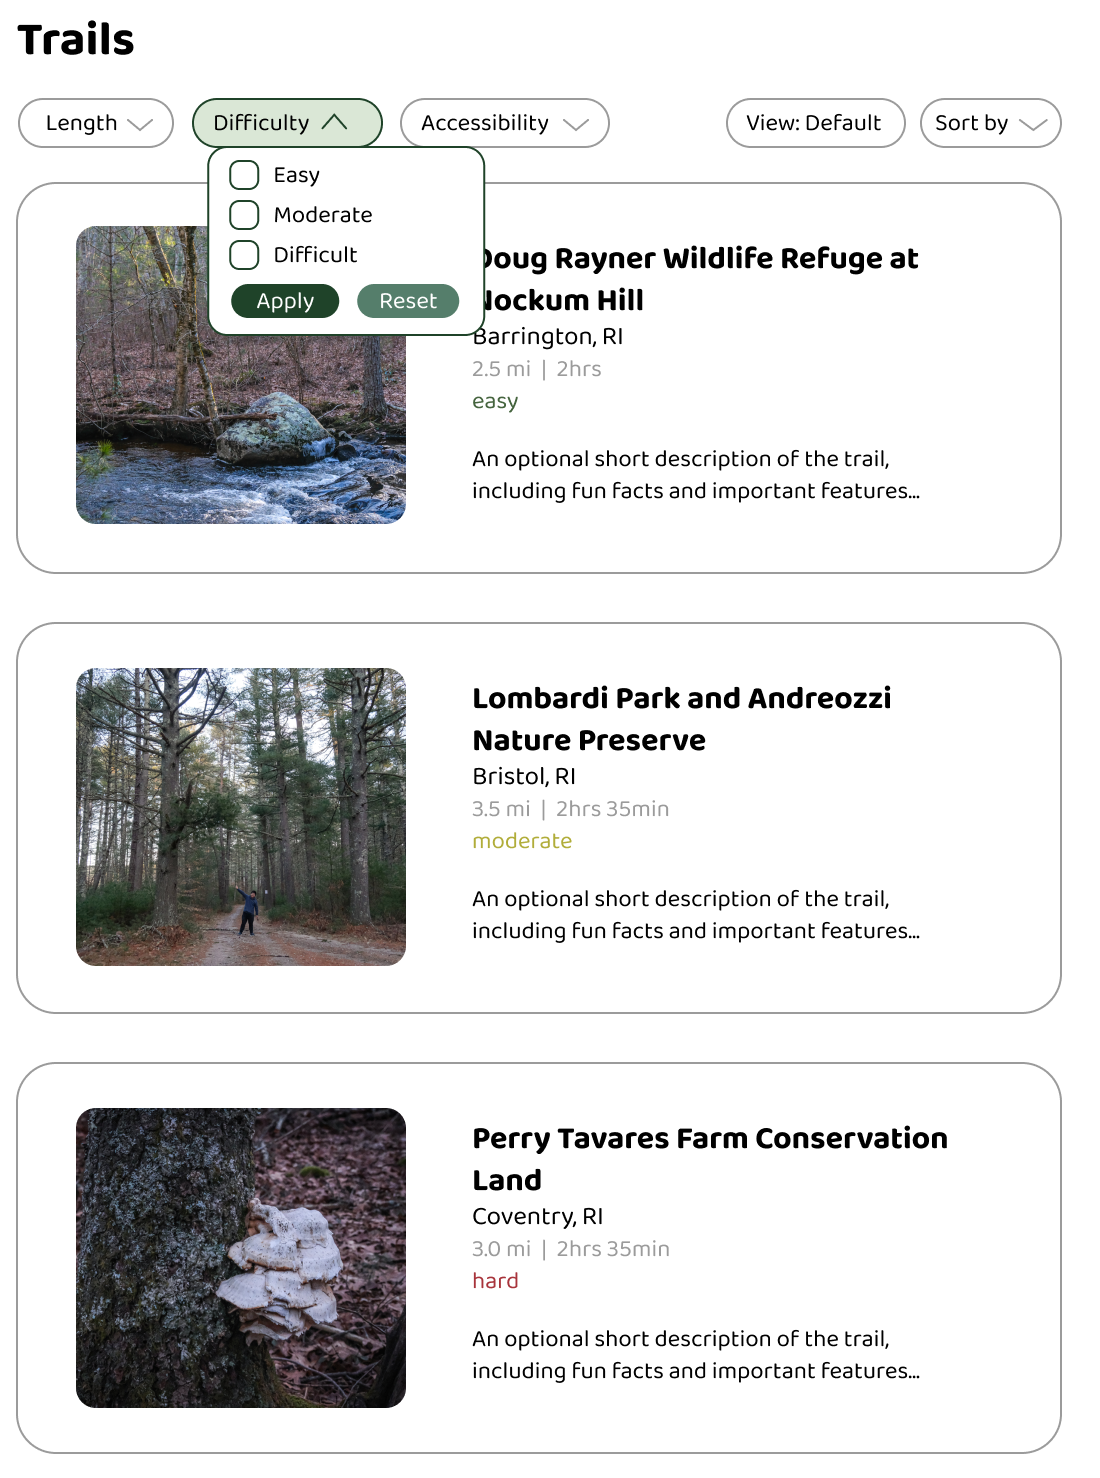 Trails
Length
Difficulty
Accessibility
View: Default
Sort by
Easy
Moderate
Difficult
Apply
Reset
Doug Rayner Wildlife Refuge at
Nockum Hill
Barrington, RI
2.5 mi | 2hrs
easy
An optional short description of the trail,
including fun facts and important features...
Lombardi Park and Andreozzi
Nature Preserve
Bristol, RI
3.5 mi | 2hrs 35min
moderate
An optional short description of the trail,
including fun facts and important features...
Perry Tavares Farm Conservation
Land
Coventry, RI
3.0 mi | 2hrs 35min
hard
An optional short description of the trail,
including fun facts and important features...